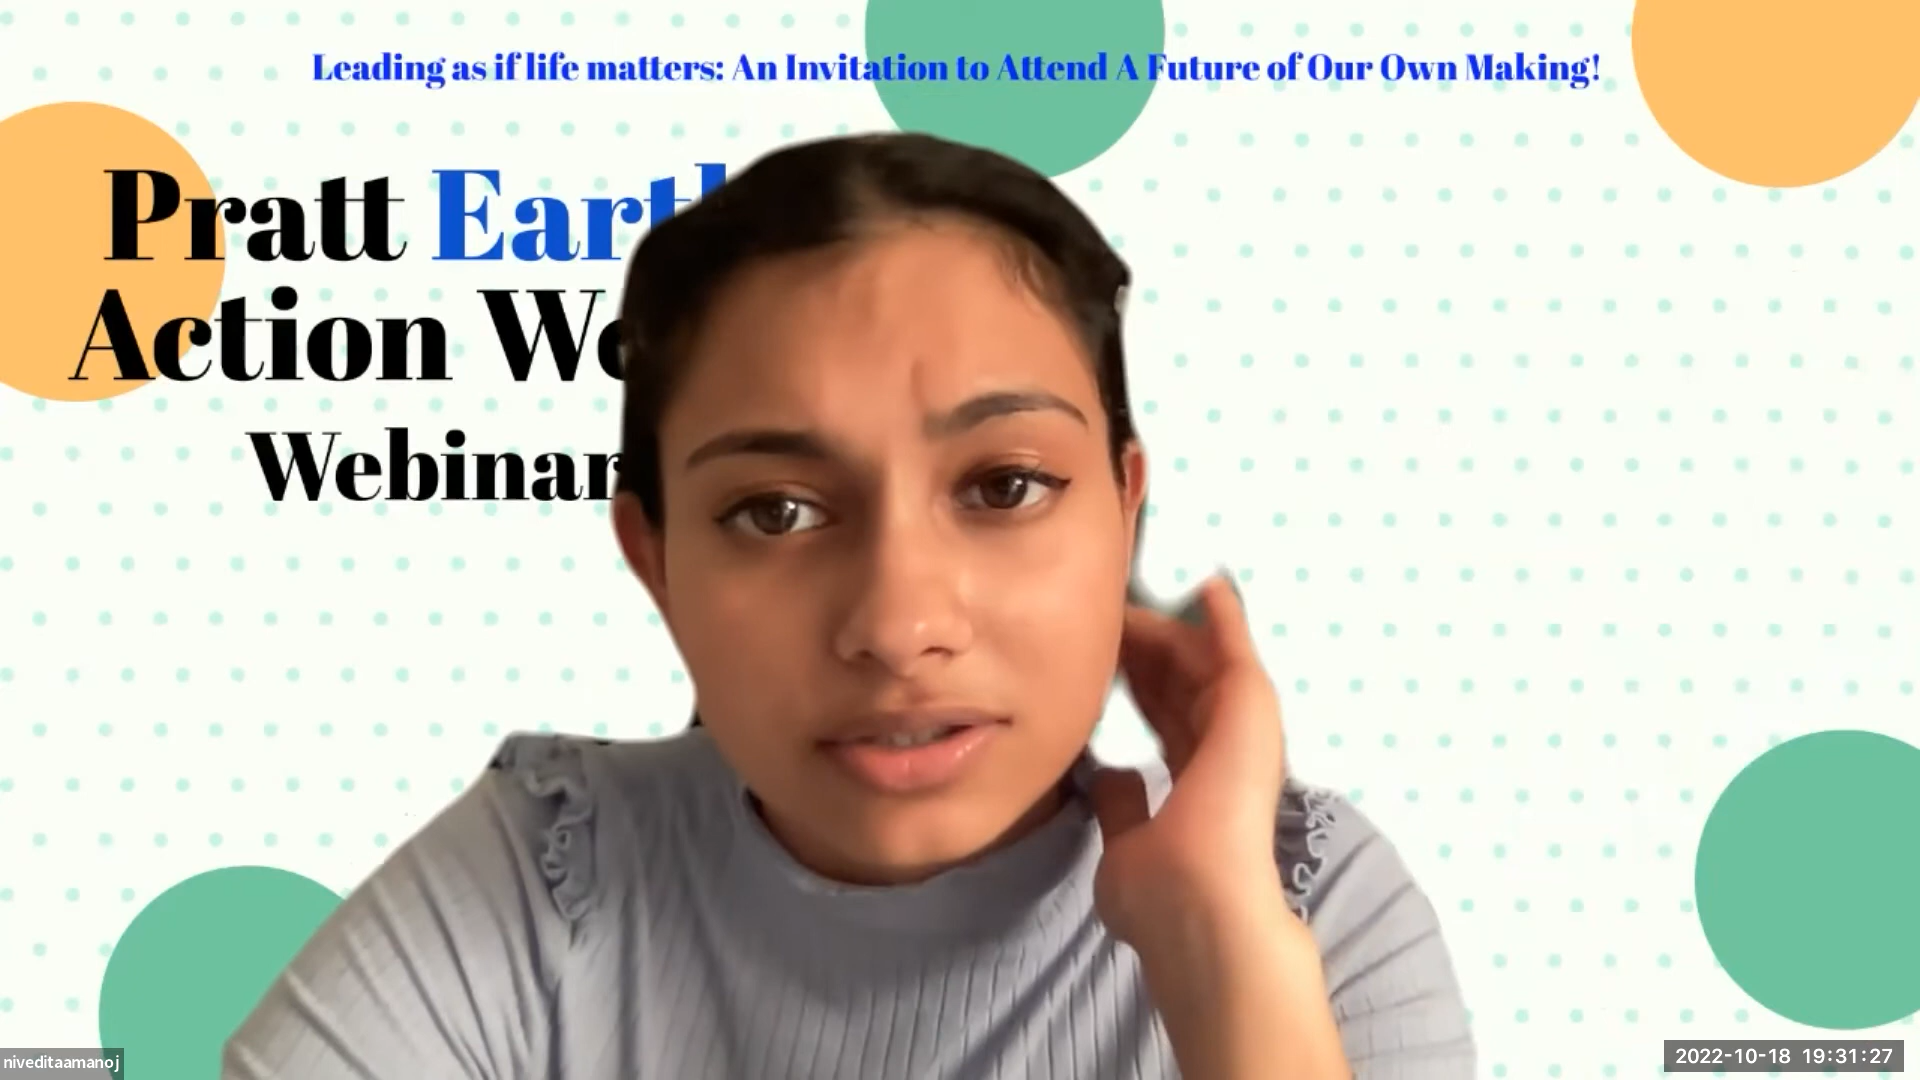 Leading as if life matters: An Invitation to Attend A Future of Our Own Making!
Pratt Eart
Action We
Webinar
niveditaamanoj
2022-10-18 19:31:27